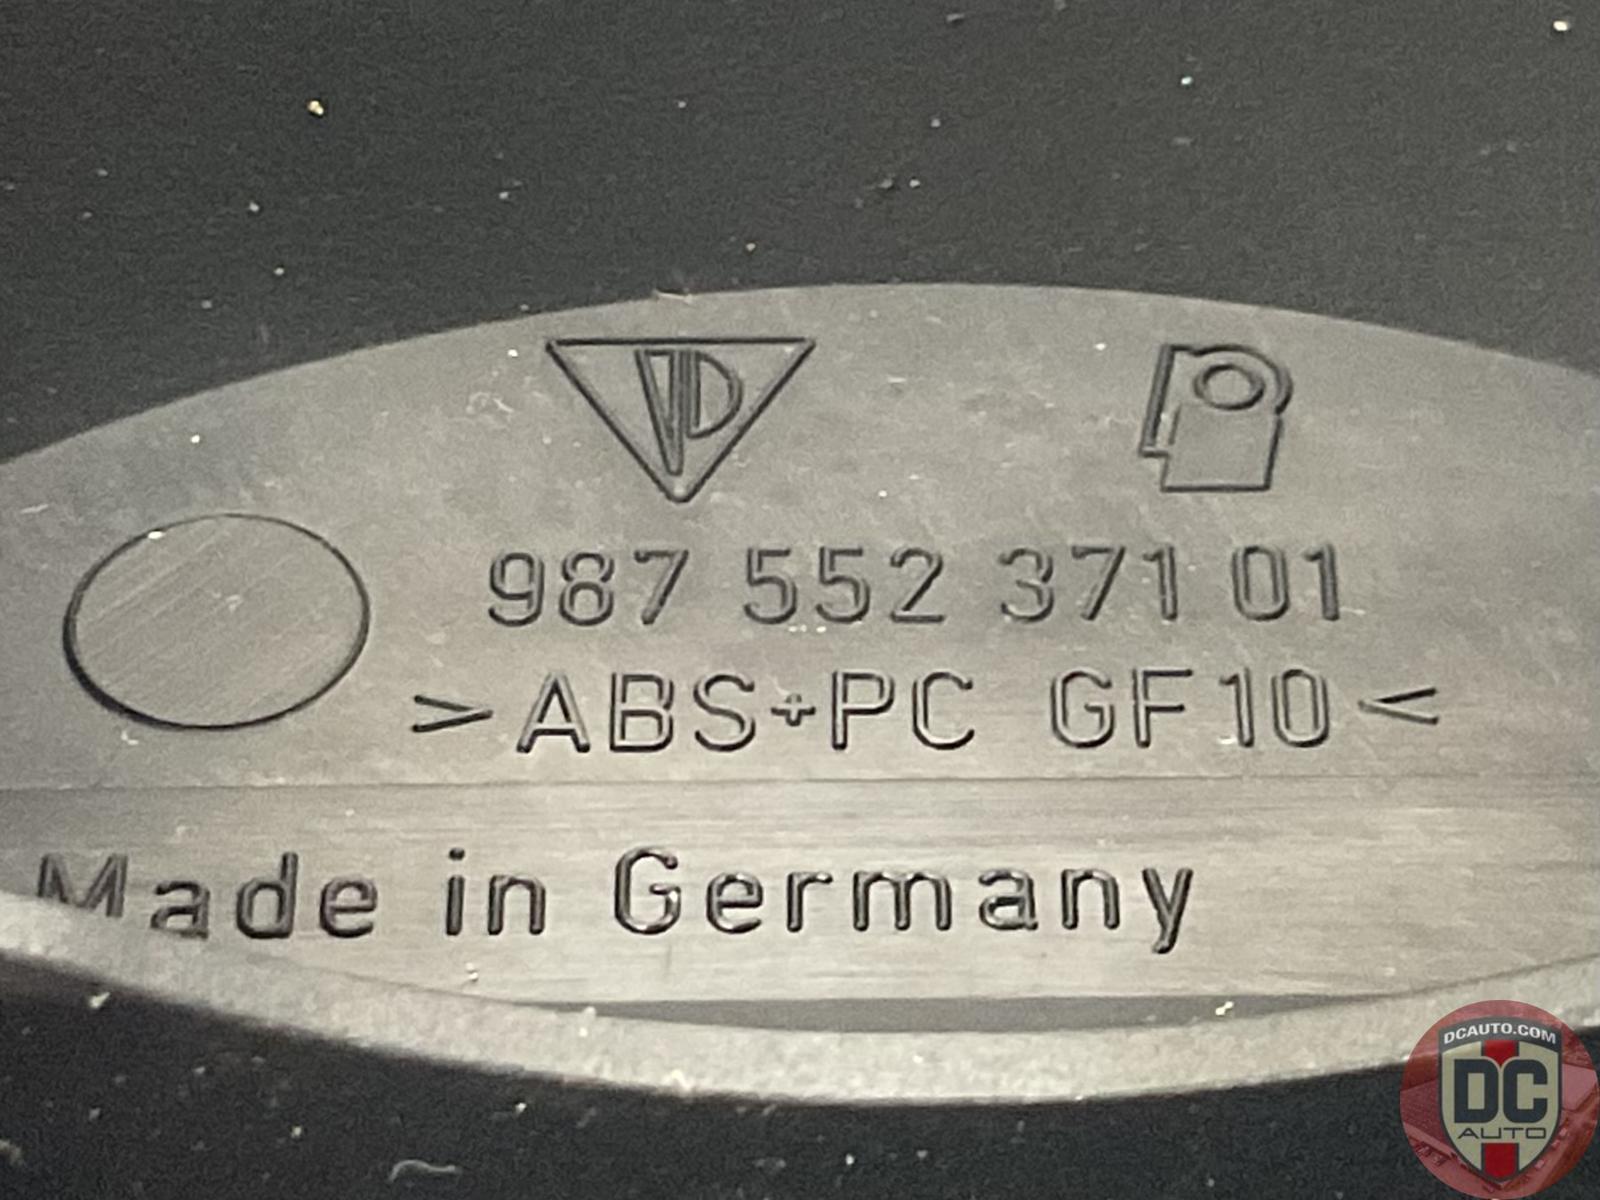 987 552 371 01
>ABS+PC GF10<
Made in Germany
DCAUTO.COM
DC
AUTO